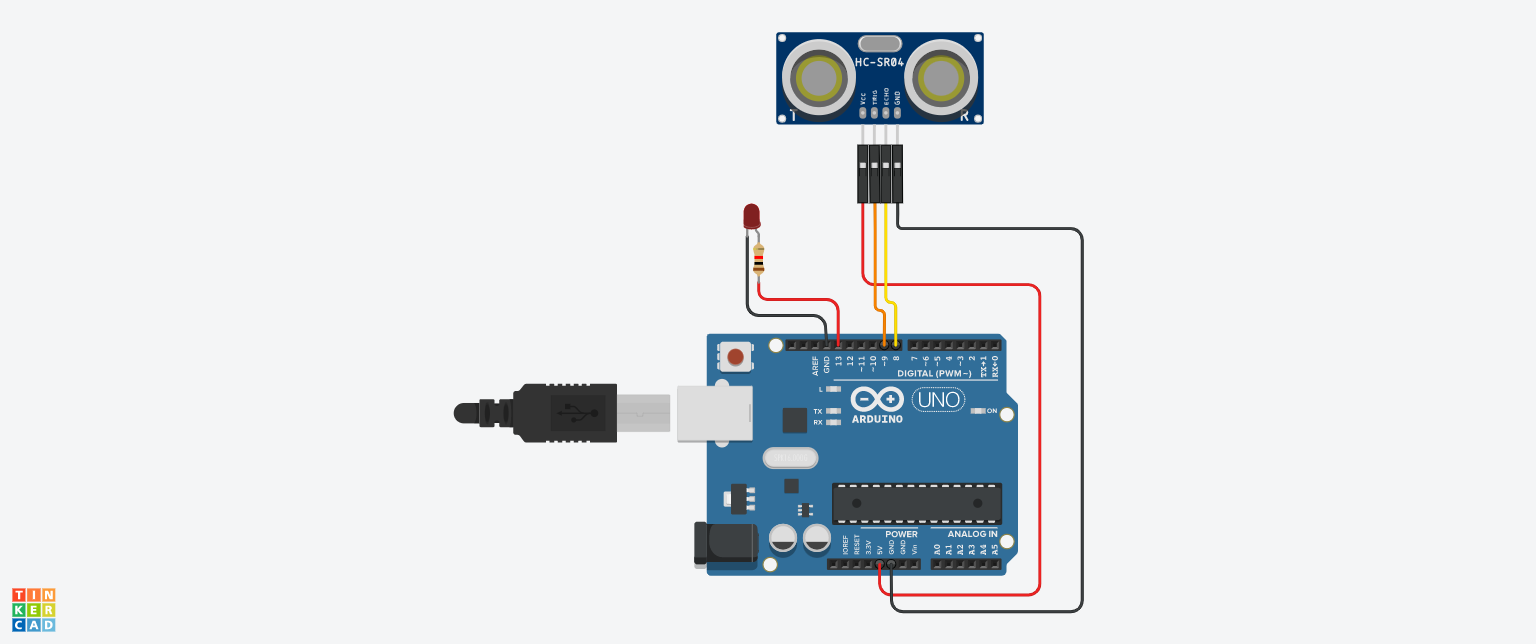 HC-SR04
VCC
TRIG
ECHO
GND
T
R
AREF
GND
13
12
~11
~10
~9
8
7
~6
~5
4
~3
2
TX→1
RX←0
DIGITAL (PWM~)
L
TX
RX
ARDUINO
UNO
ON
POWER
ANALOG IN
IOREF
RESET
3.3V
5V
GND
GND
Vin
A0
A1
A2
A3
A4
A5
TIN
KER
CAD